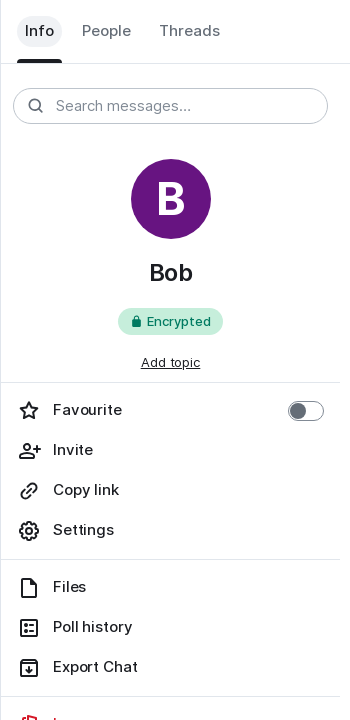 Info People Threads
Search messages…
B
Bob
Encrypted
Add topic
Favourite
Invite
Copy link
Settings
Files
Poll history
Export Chat